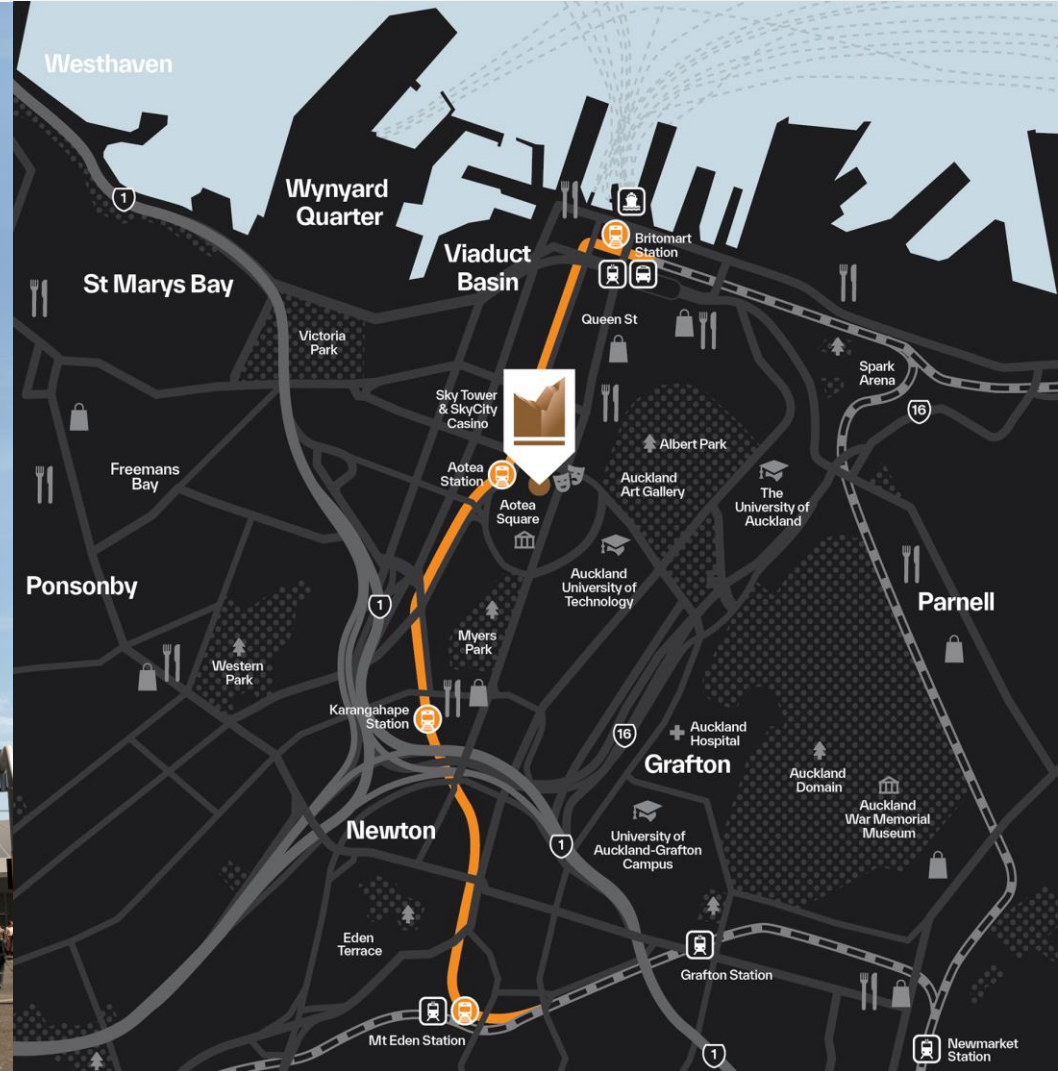 Westhaven
1
Wynyard
Quarter
Viaduct
Basin
Britomart
Station
St Marys Bay
Victoria
Park
Queen St
Spark
Arena
16
Sky Tower
& SkyCity
Casino
Albert Park
Freemans
Bay
Aotea
Station
Auckland
Art Gallery
The
University of
Auckland
Aotea
Square
Auckland
University of
Technology
Ponsonby
1
Parnell
Myers
Park
Western
Park
Karangahape
Station
16
Auckland
Hospital
Grafton
Auckland
Domain
Auckland
War Memorial
Museum
Newton
1
University of
Auckland-Grafton
Campus
Eden
Terrace
Grafton Station
Mt Eden Station
1
Newmarket
Station